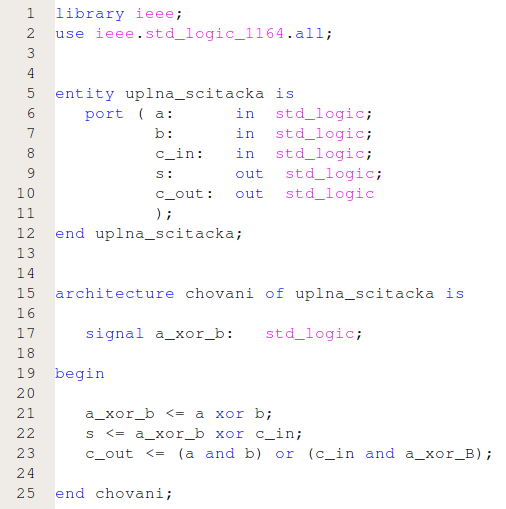 1 library ieee;
2 use ieee.std_logic_1164.all;
3
4
5 entity uplna_scitacka is
6 port ( a: in std_logic;
7 b: in std_logic;
8 c_in: in std_logic;
9 s: out std_logic;
10 c_out: out std_logic
11 );
12 end uplna_scitacka;
13
14
15 architecture chovani of uplna_scitacka is
16
17 signal a_xor_b: std_logic;
18
19 begin
20
21 a_xor_b <= a xor b;
22 s <= a_xor_b xor c_in;
23 c_out <= (a and b) or (c_in and a_xor_B);
24
25 end chovani;